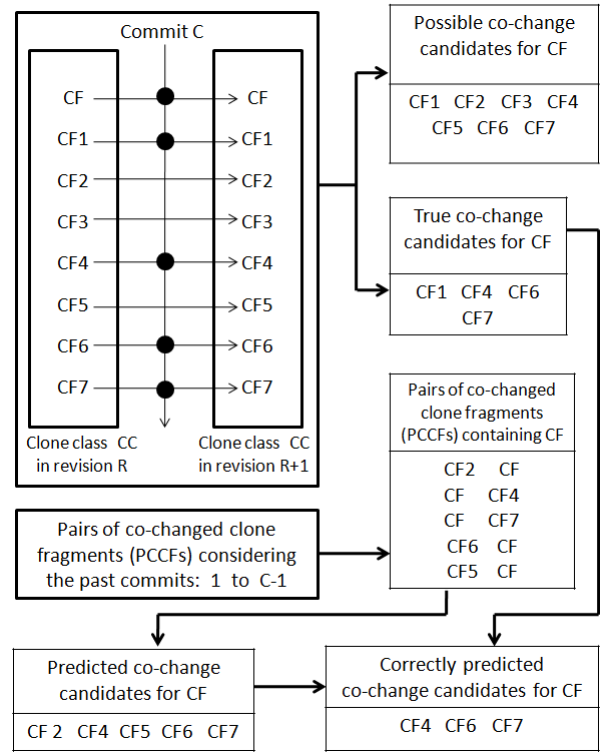 Commit C
CF CF
CF1 CF1
CF2 CF2
CF3 CF3
CF4 CF4
CF5 CF5
CF6 CF6
CF7 CF7
Clone class CC
in revision R
Clone class CC
in revision R+1
Possible co-change
candidates for CF
CF1 CF2 CF3 CF4
CF5 CF6 CF7
True co-change
candidates for CF
CF1 CF4 CF6
CF7
Pairs of co-changed
clone fragments
(PCCFs) containing CF
CF2 CF
CF CF4
CF CF7
CF6 CF
CF5 CF
Pairs of co-changed clone
fragments (PCCFs) considering
the past commits: 1 to C-1
Predicted co-change
candidates for CF
CF 2 CF4 CF5 CF6 CF7
Correctly predicted
co-change candidates for CF
CF4 CF6 CF7